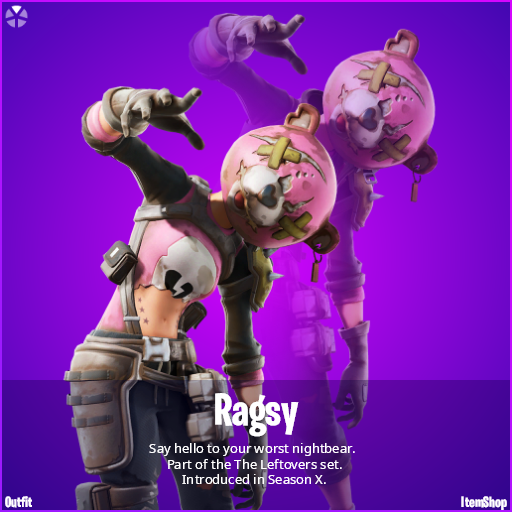 Ragsy
Say hello to your worst nightbear.
Part of the The Leftovers set.
Introduced in Season X.
Outfit
ItemShop